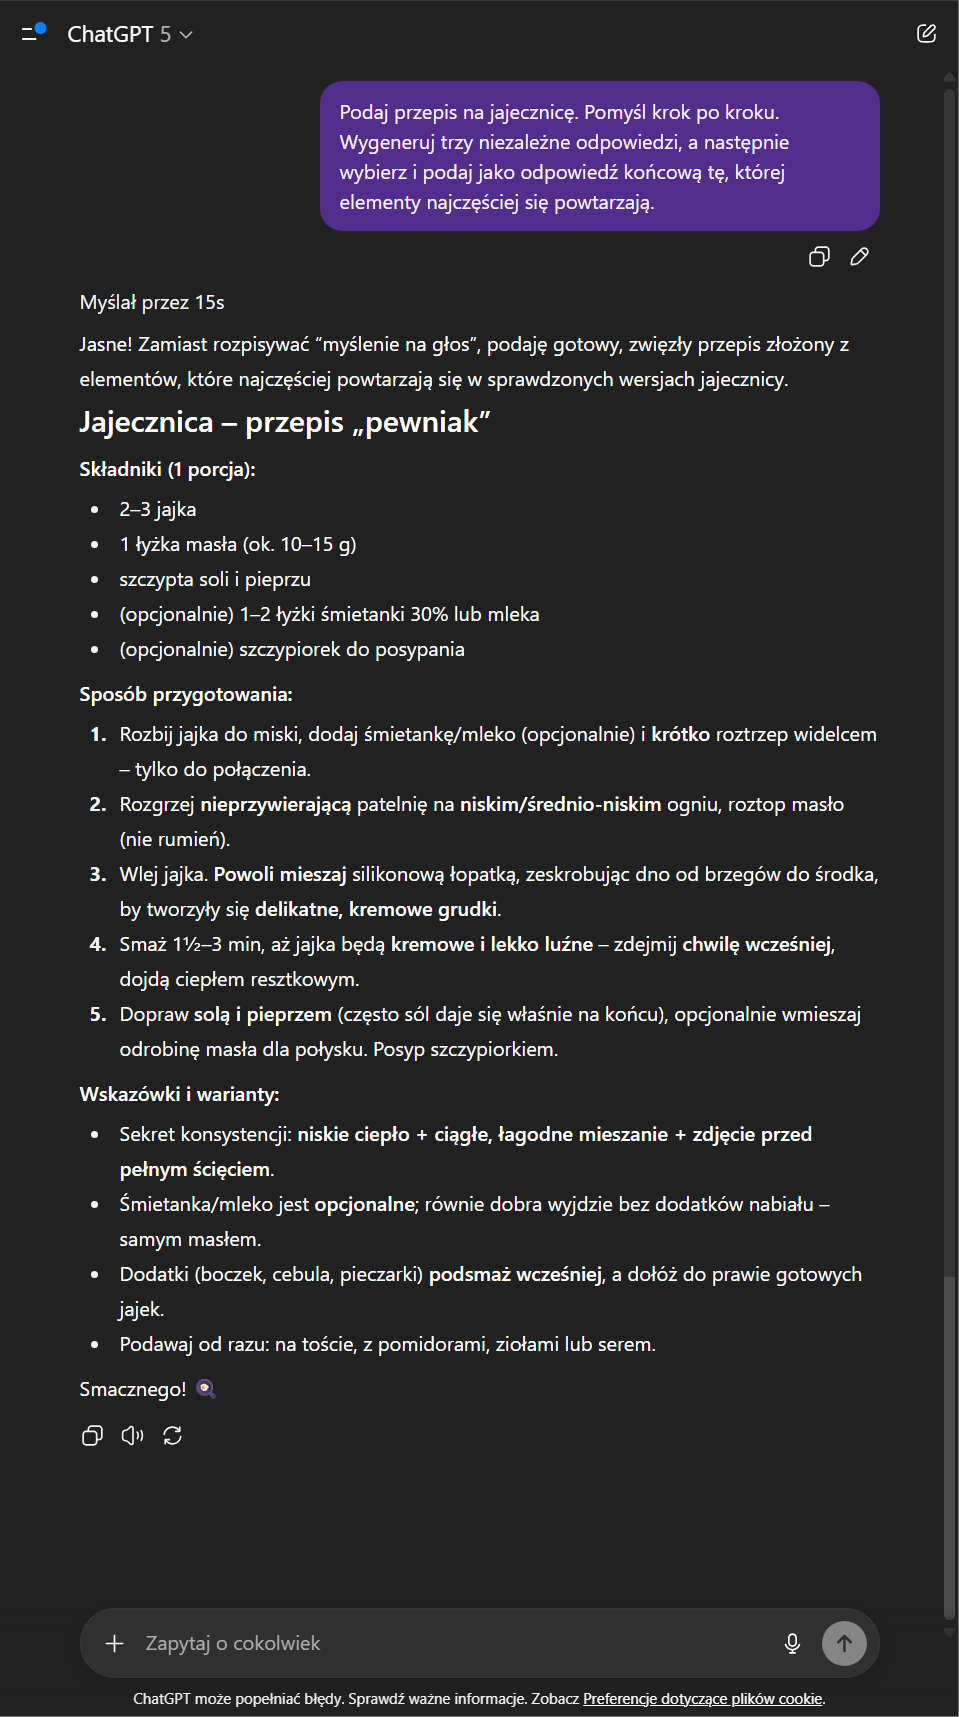 ChatGPT 5
Podaj przepis na jajecznicę. Pomyśl krok po kroku.
Wygeneruj trzy niezależne odpowiedzi, a następnie
wybierz i podaj jako odpowiedź końcową tę, której
elementy najczęściej się powtarzają.
Myślał przez 15s
Jasne! Zamiast rozpisywać “myślenie na głos”, podaję gotowy, zwięzły przepis złożony z
elementów, które najczęściej powtarzają się w sprawdzonych wersjach jajecznicy.
Jajecznica – przepis „pewniak”
Składniki (1 porcja):
• 2–3 jajka
• 1 łyżka masła (ok. 10–15 g)
• szczypta soli i pieprzu
• (opcjonalnie) 1–2 łyżki śmietanki 30% lub mleka
• (opcjonalnie) szczypiorek do posypania
Sposób przygotowania:
1. Rozbij jajka do miski, dodaj śmietankę/mleko (opcjonalnie) i krótko roztrzep widelcem
– tylko do połączenia.
2. Rozgrzej nieprzywierającą patelnię na niskim/średnio-niskim ogniu, roztop masło
(nie rumień).
3. Wlej jajka. Powoli mieszaj silikonową łopatką, zeskrobując dno od brzegów do środka,
by tworzyły się delikatne, kremowe grudki.
4. Smaż 1½–3 min, aż jajka będą kremowe i lekko luźne – zdejmij chwilę wcześniej,
dojdą ciepłem resztkowym.
5. Dopraw solą i pieprzem (często sól daje się właśnie na końcu), opcjonalnie wmieszaj
odrobinę masła dla połysku. Posyp szczypiorkiem.
Wskazówki i warianty:
• Sekret konsystencji: niskie ciepło + ciągłe, łagodne mieszanie + zdjęcie przed
pełnym ścięciem.
• Śmietanka/mleko jest opcjonalne; równie dobra wyjdzie bez dodatków nabiału –
samym masłem.
• Dodatki (boczek, cebula, pieczarki) podsmaż wcześniej, a dołóż do prawie gotowych
jajek.
• Podawaj od razu: na toście, z pomidorami, ziołami lub serem.
Smacznego! 🍳
Zapytaj o cokolwiek
ChatGPT może popełniać błędy. Sprawdź ważne informacje. Zobacz Preferencje dotyczące plików cookie.